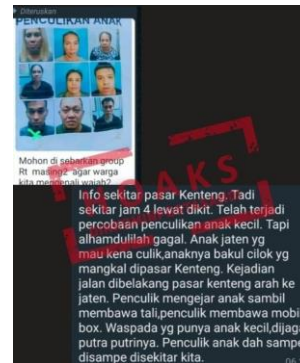 Diteruskan
PENCULIKAN ANAK
Mohon di sebarkan group
Rt masing2 agar warga
kita mengenali wajah2
HOAKS
Info sekitar pasar Kenteng. Tadi
sekitar jam 4 lewat dikit. Telah terjadi
percobaan penculikan anak kecil. Tapi
alhamdulilah gagal. Anak jaten yg
mau kena culik,anaknya bakul cilok yg
mangkal dipasar Kenteng. Kejadian
jalan dibelakang pasar kenteng arah ke
jaten. Penculik mengejar anak sambil
membawa tali,penculik membawa mobil
box. Waspada yg punya anak kecil,dijaga
putra putrinya. Penculik anak dah sampe
disampe disekitar kita.